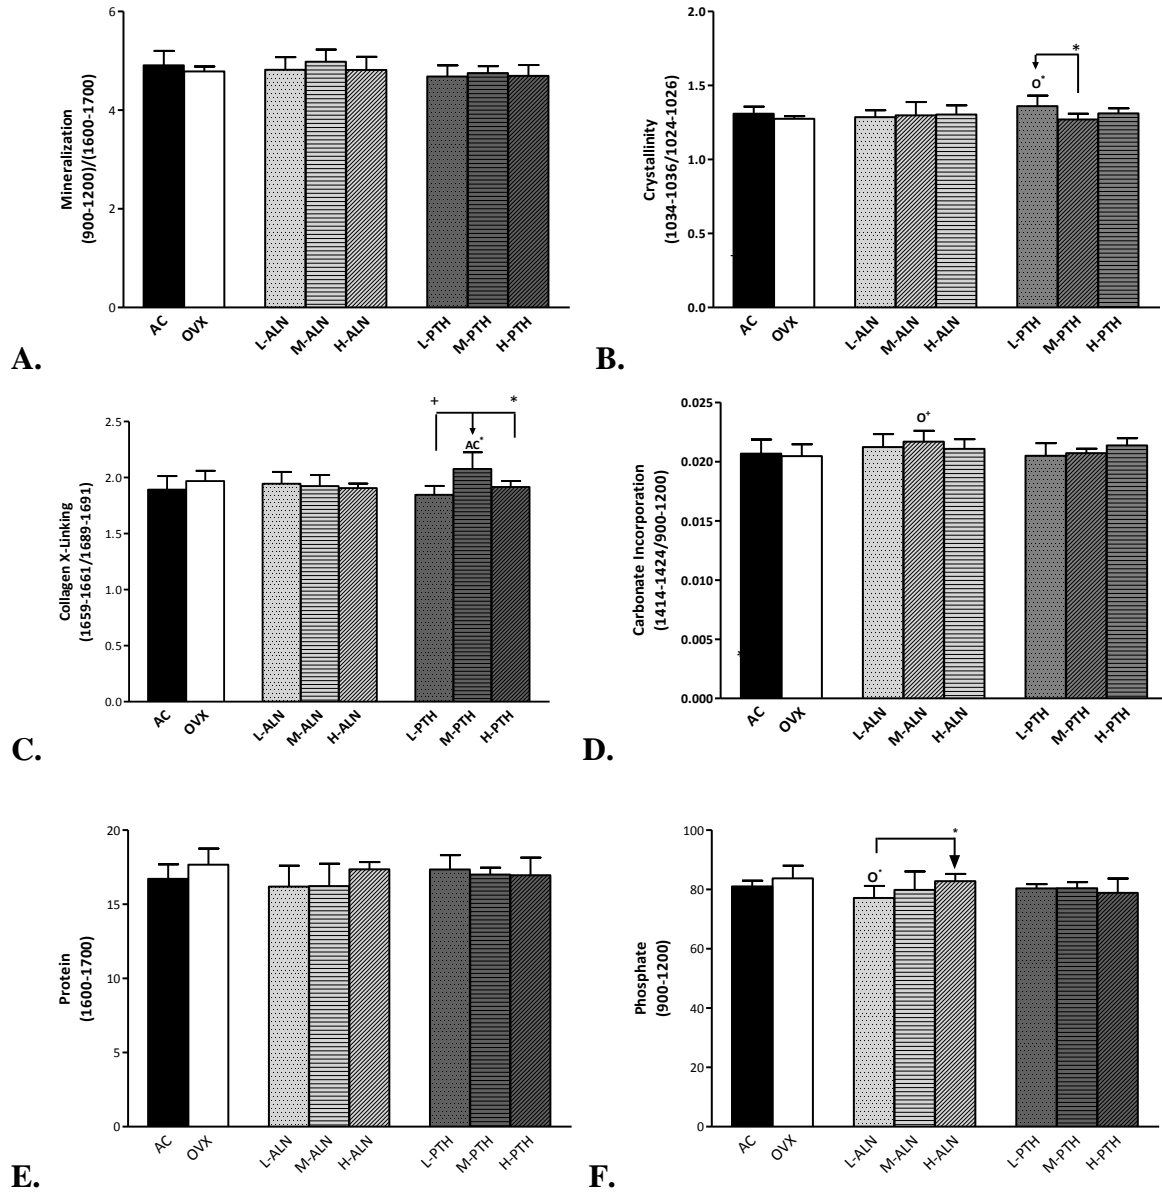 Mineralization
(900-1200)/(1600-1700)
6
4
2
0
AC
OVX
L-ALN
M-ALN
H-ALN
L-PTH
M-PTH
H-PTH
A.
Crystallinity
(1034-1036/1024-1026)
2.0
1.5
1.0
0.5
0.0
O*
*
AC
OVX
L-ALN
M-ALN
H-ALN
L-PTH
M-PTH
H-PTH
B.
Collagen X-Linking
(1659-1661/1689-1691)
2.5
2.0
1.5
1.0
0.5
0.0
+
*
AC*
AC
OVX
L-ALN
M-ALN
H-ALN
L-PTH
M-PTH
H-PTH
C.
Carbonate Incorporation
(1414-1424/900-1200)
0.025
0.020
0.015
0.010
0.005
0.000
O+
AC
OVX
L-ALN
M-ALN
H-ALN
L-PTH
M-PTH
H-PTH
D.
Protein
(1600-1700)
20
15
10
5
0
AC
OVX
L-ALN
M-ALN
H-ALN
L-PTH
M-PTH
H-PTH
E.
Phosphate
(900-1200)
100
80
60
40
20
0
O*
*
AC
OVX
L-ALN
M-ALN
H-ALN
L-PTH
M-PTH
H-PTH
F.